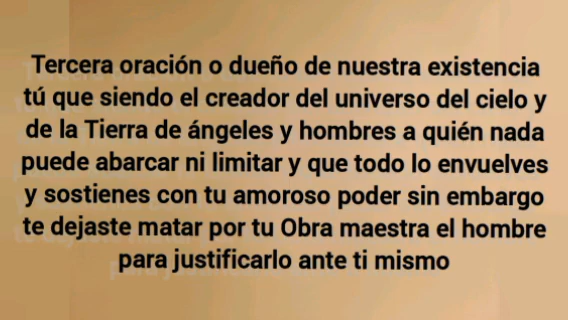 Tercera oración o dueño de nuestra existencia
tú que siendo el creador del universo del cielo y
de la Tierra de ángeles y hombres a quién nada
puede abarcar ni limitar y que todo lo envuelves
y sostienes con tu amoroso poder sin embargo
te dejaste matar por tu Obra maestra el hombre
para justificarlo ante ti mismo